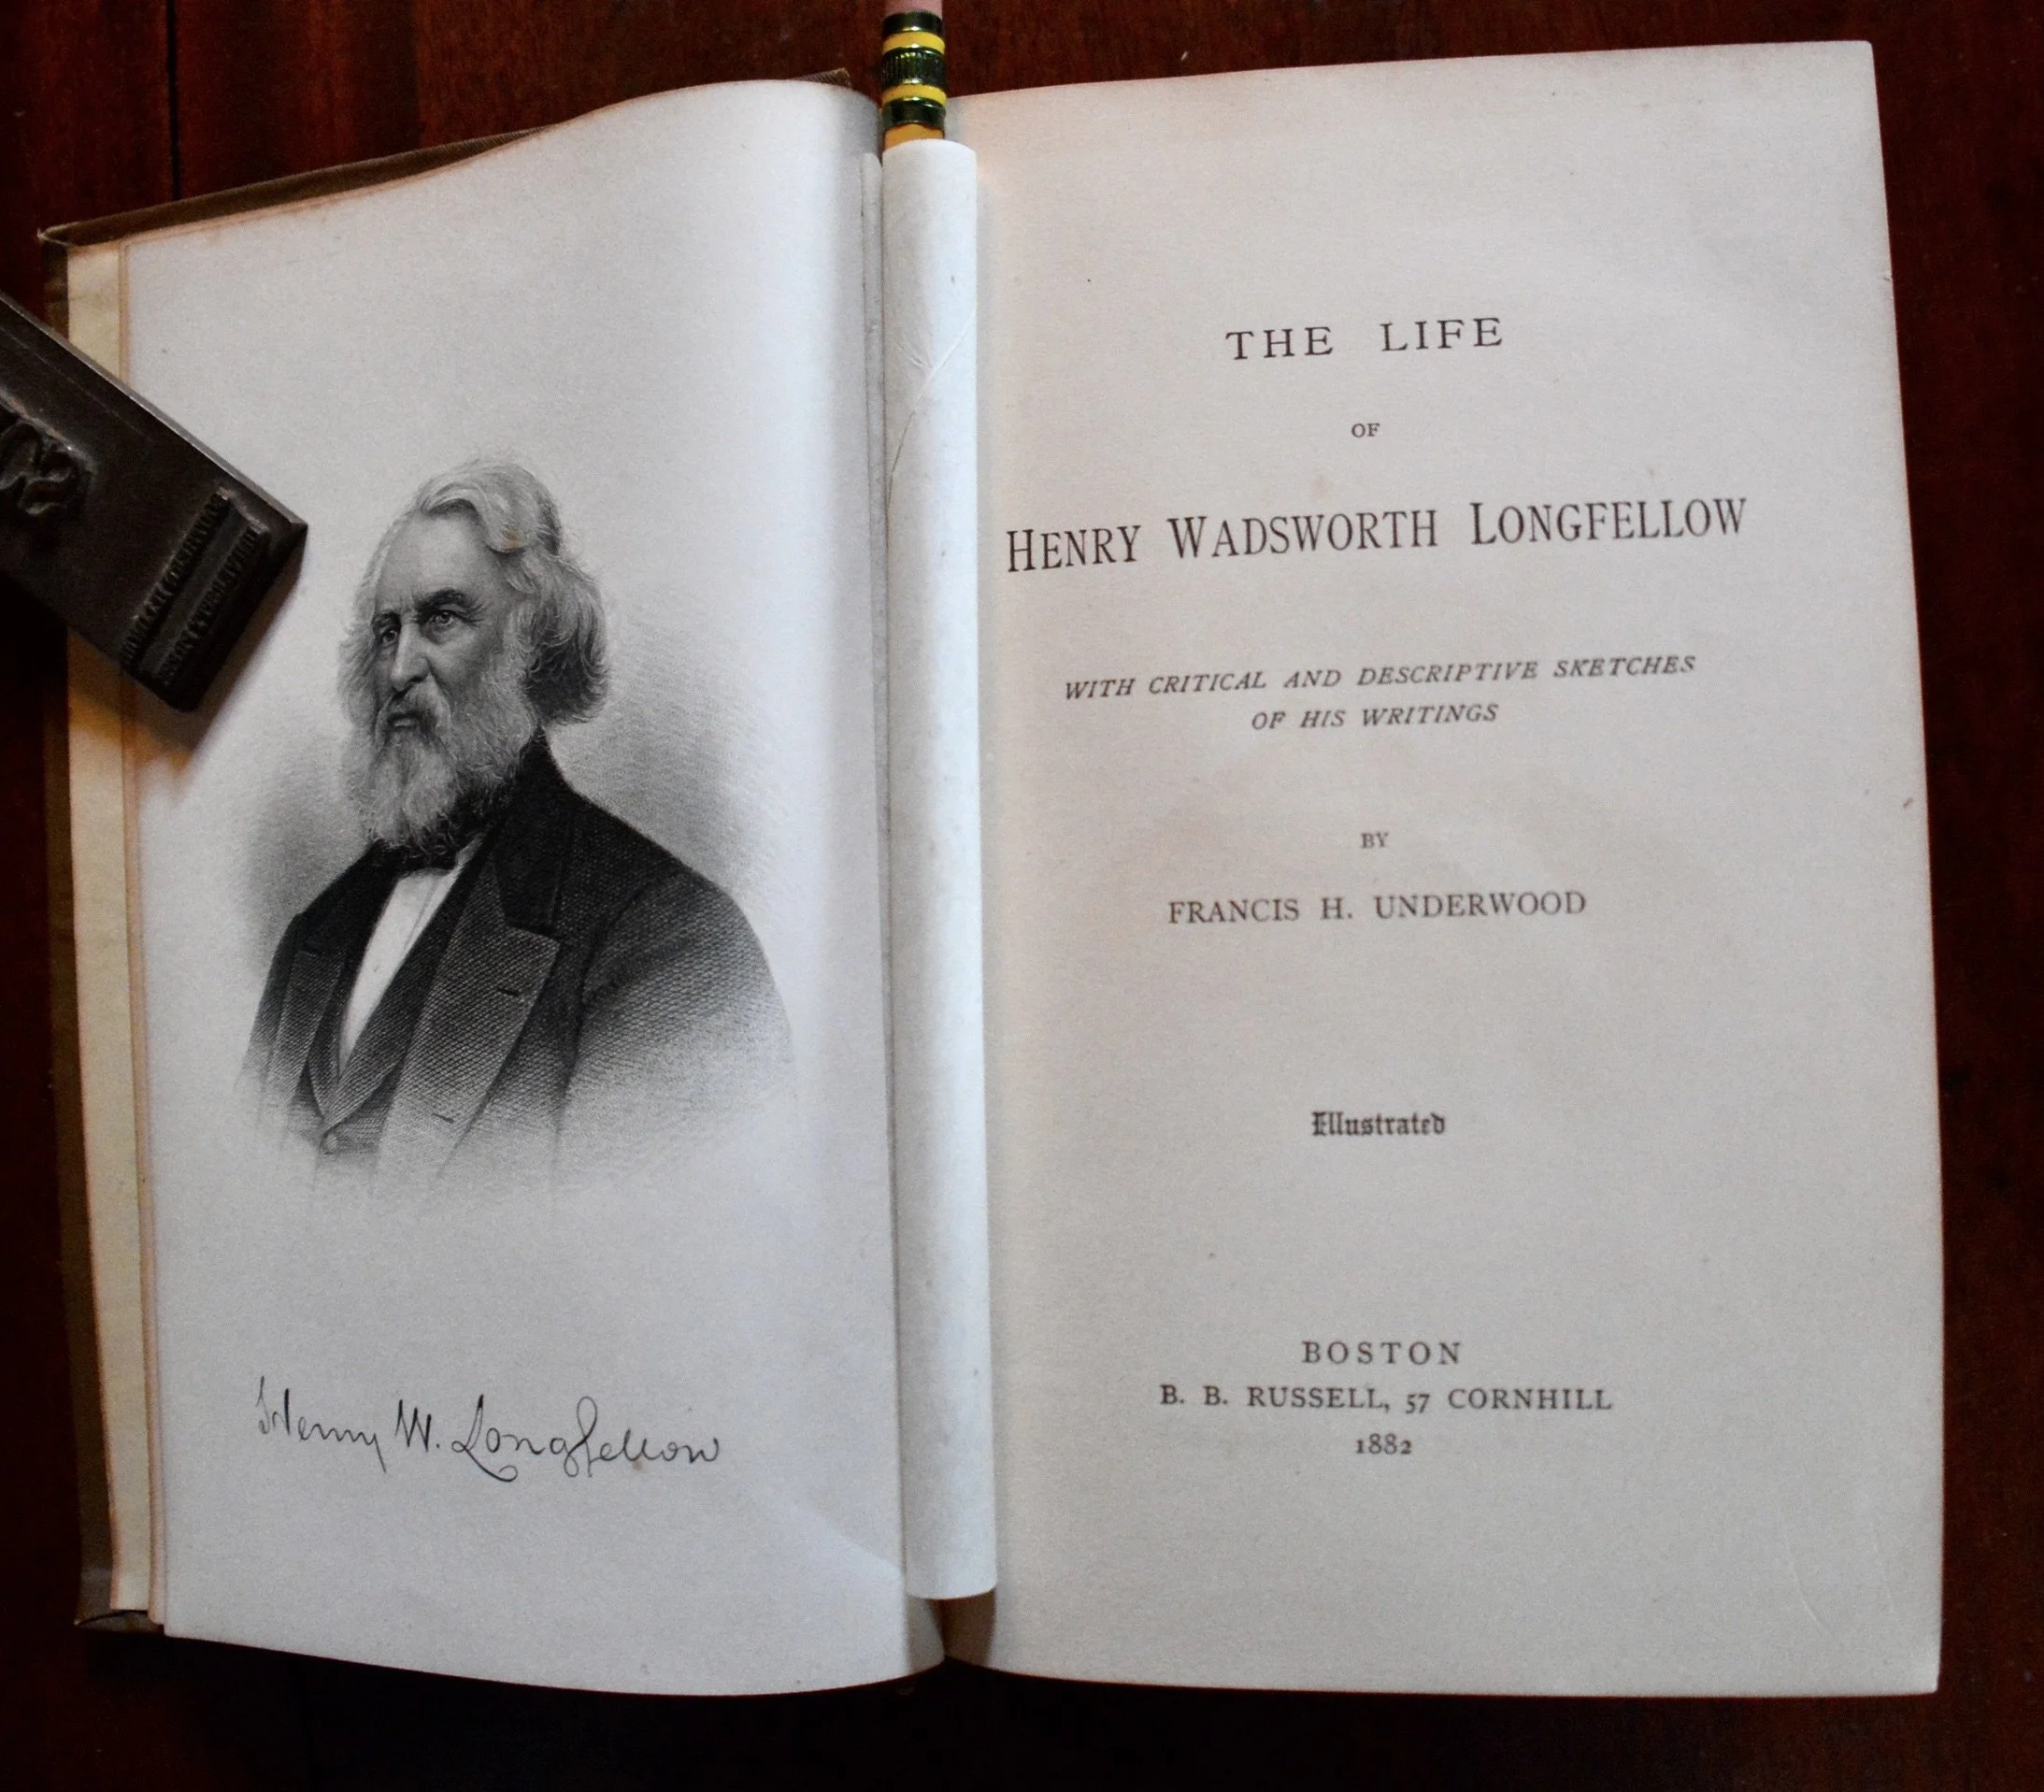 Henry W. Longfellow
THE LIFE
OF
HENRY WADSWORTH LONGFELLOW
WITH CRITICAL AND DESCRIPTIVE SKETCHES
OF HIS WRITINGS
BY
FRANCIS H. UNDERWOOD
Illustrated
BOSTON
B. B. RUSSELL, 57 CORNHILL
1882